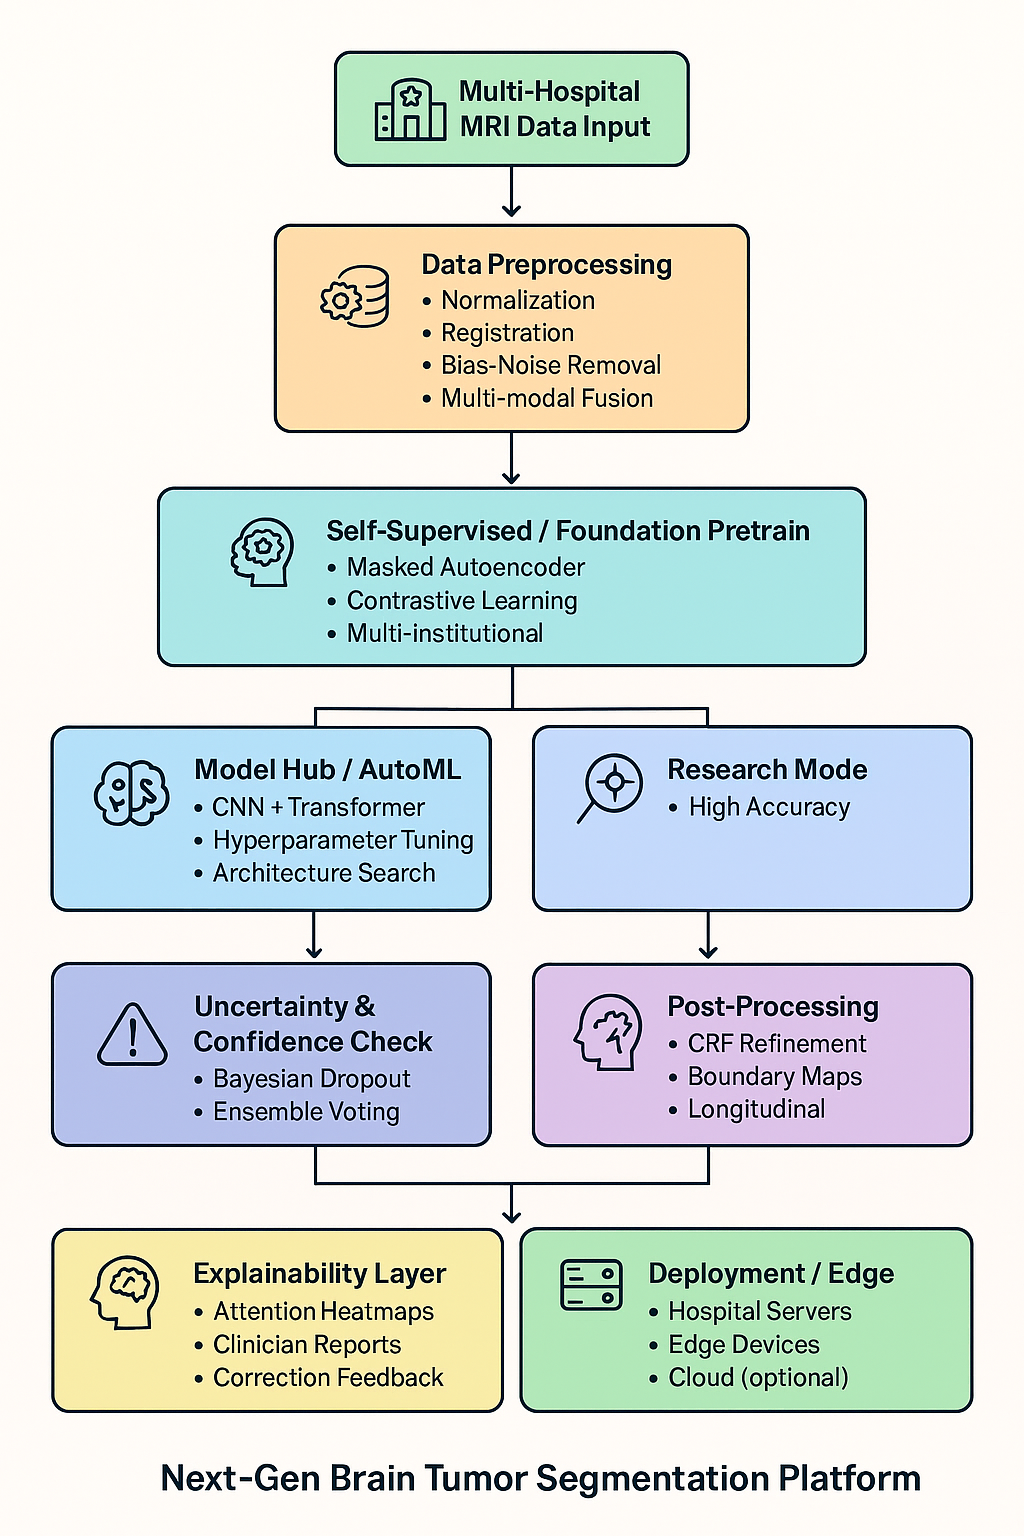 Multi-Hospital
MRI Data Input
Data Preprocessing
• Normalization
• Registration
• Bias-Noise Removal
• Multi-modal Fusion
Self-Supervised / Foundation Pretrain
• Masked Autoencoder
• Contrastive Learning
• Multi-institutional
Model Hub / AutoML
• CNN + Transformer
• Hyperparameter Tuning
• Architecture Search
Research Mode
• High Accuracy
Uncertainty &
Confidence Check
• Bayesian Dropout
• Ensemble Voting
Post-Processing
• CRF Refinement
• Boundary Maps
• Longitudinal
Explainability Layer
• Attention Heatmaps
• Clinician Reports
• Correction Feedback
Deployment / Edge
• Hospital Servers
• Edge Devices
• Cloud (optional)
Next-Gen Brain Tumor Segmentation Platform